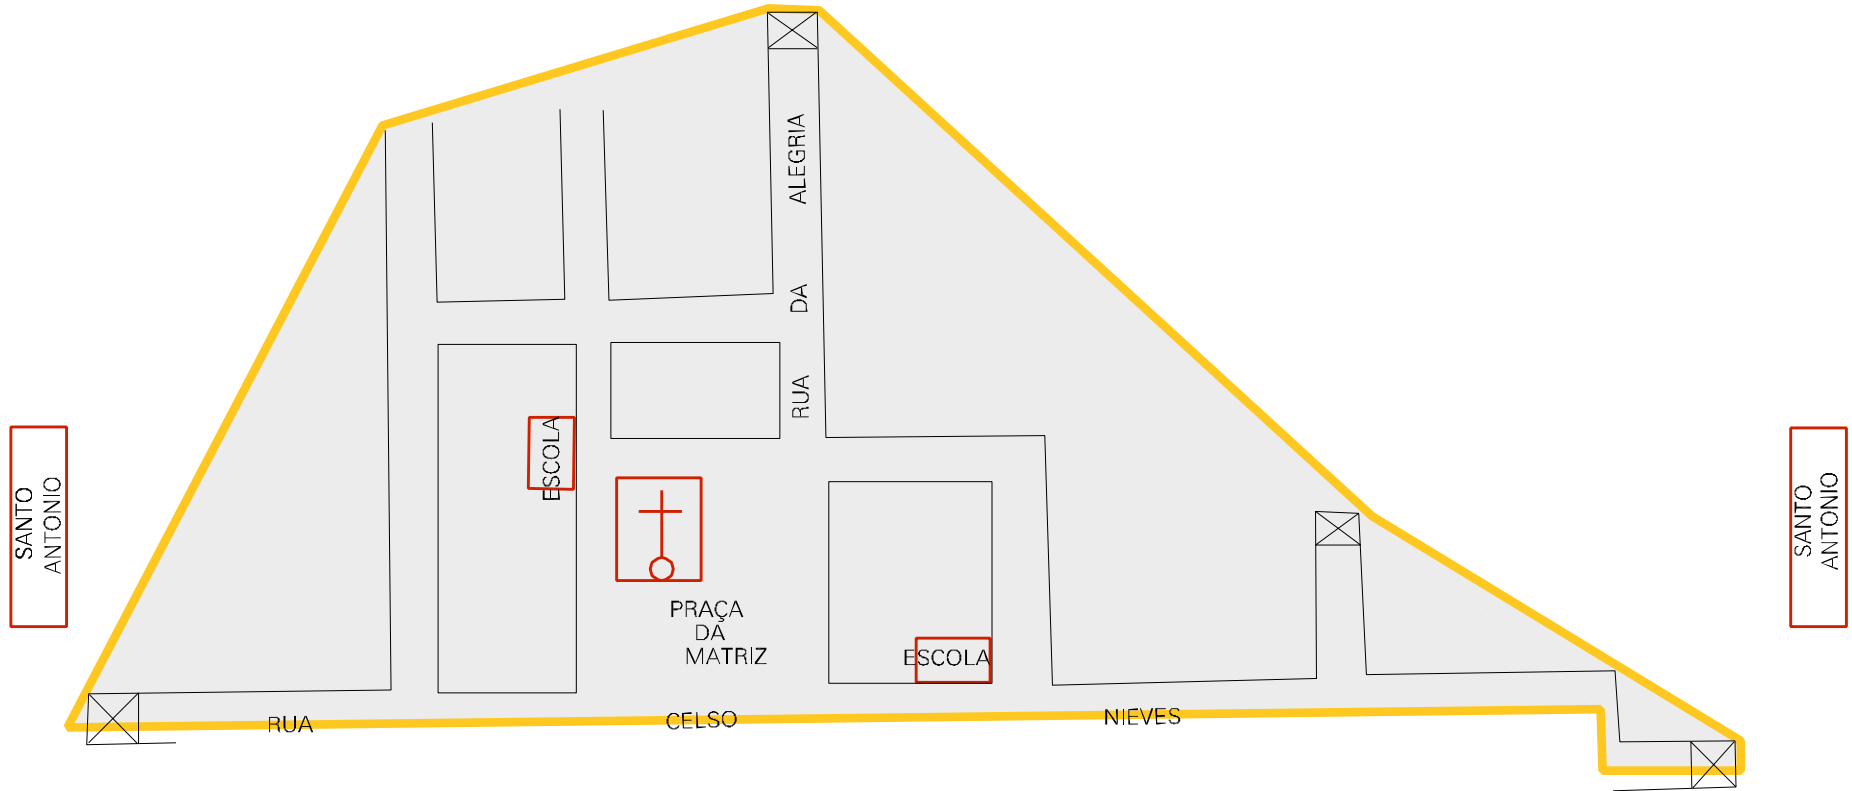 ALEGRIA
DA
RUA
ESCOLA
SANTO
ANTONIO
SANTO
ANTONIO
PRAÇA
DA
MATRIZ
ESCOLA
RUA CELSO NIEVES